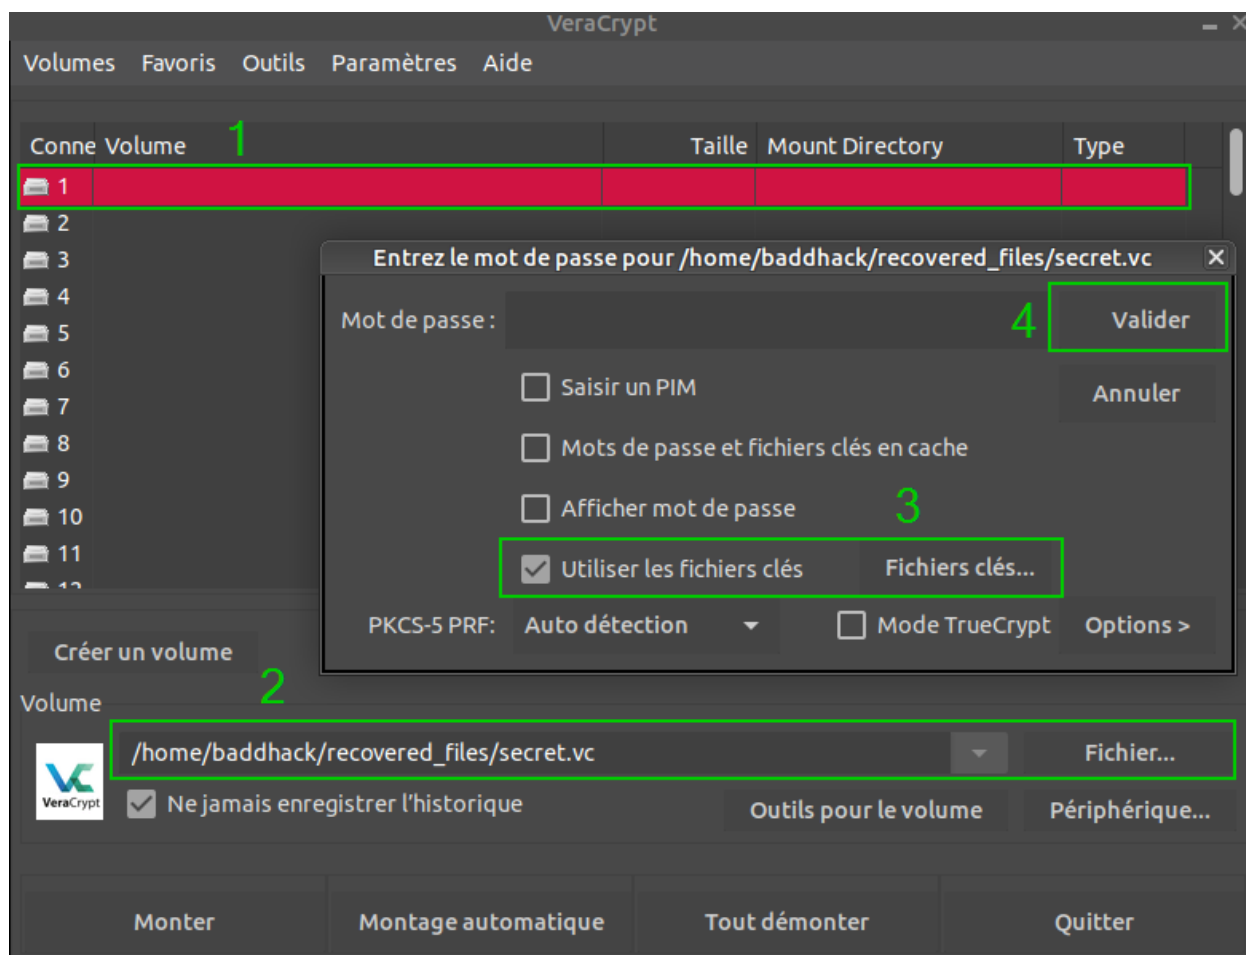 VeraCrypt
Volumes Favoris Outils Paramètres Aide
1
Conne Volume Taille Mount Directory Type
1
2
3
4
5
6
7
8
9
10
11
12
Entrez le mot de passe pour /home/baddhack/recovered_files/secret.vc
Mot de passe : 4 Valider
Saisir un PIM
Annuler
Mots de passe et fichiers clés en cache
Afficher mot de passe 3
Utiliser les fichiers clés Fichiers clés...
PKCS-5 PRF: Auto détection Mode TrueCrypt Options >
Créer un volume
2
Volume
/home/baddhack/recovered_files/secret.vc Fichier...
VeraCrypt
Ne jamais enregistrer l'historique
Outils pour le volume Périphérique...
Monter Montage automatique Tout démonter Quitter